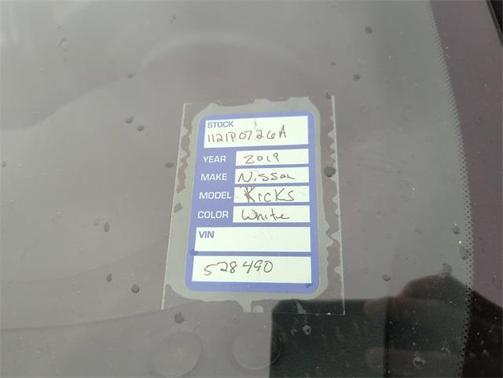 STOCK
1121P0726A
YEAR 2019
MAKE Nissan
MODEL Kicks
COLOR White
VIN
528490